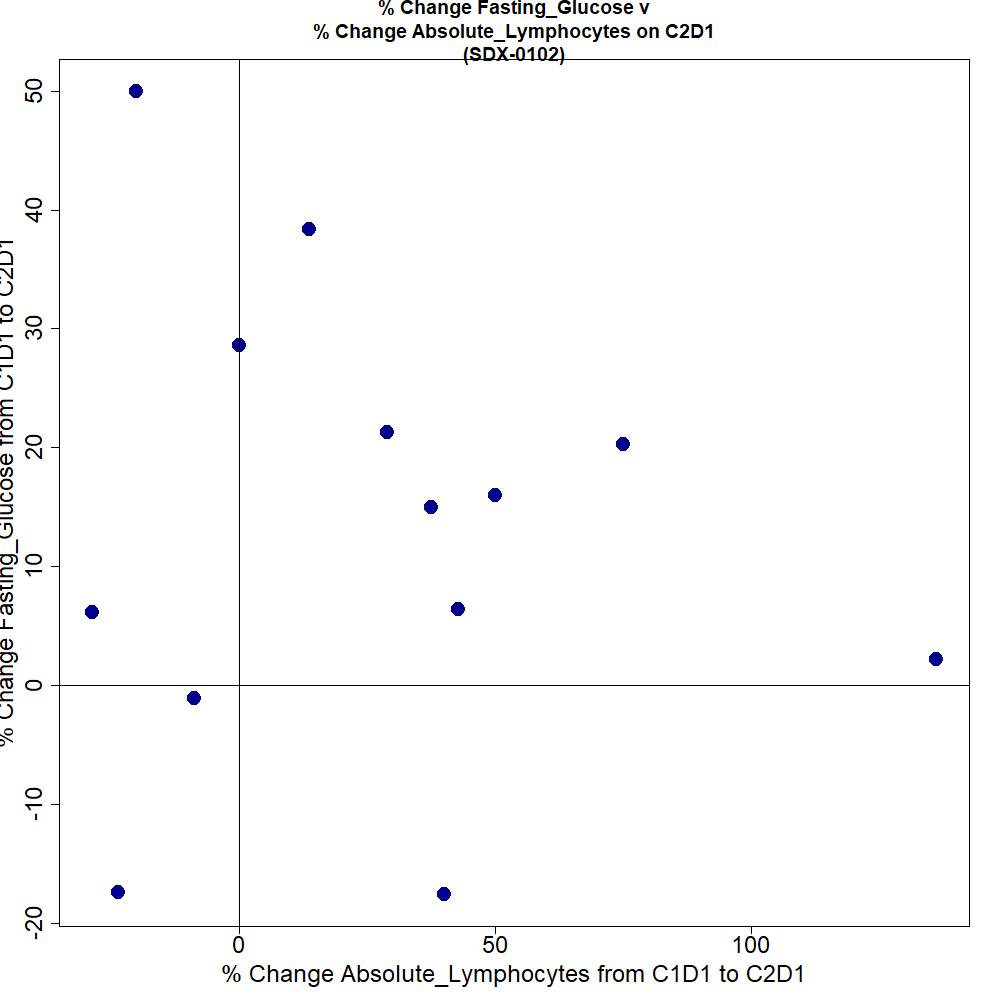 % Change Fasting_Glucose v
% Change Absolute_Lymphocytes on C2D1
(SDX-0102)
% Change Fasting_Glucose from C1D1 to C2D1
50
40
30
20
10
0
-10
-20
0
50
100
% Change Absolute_Lymphocytes from C1D1 to C2D1